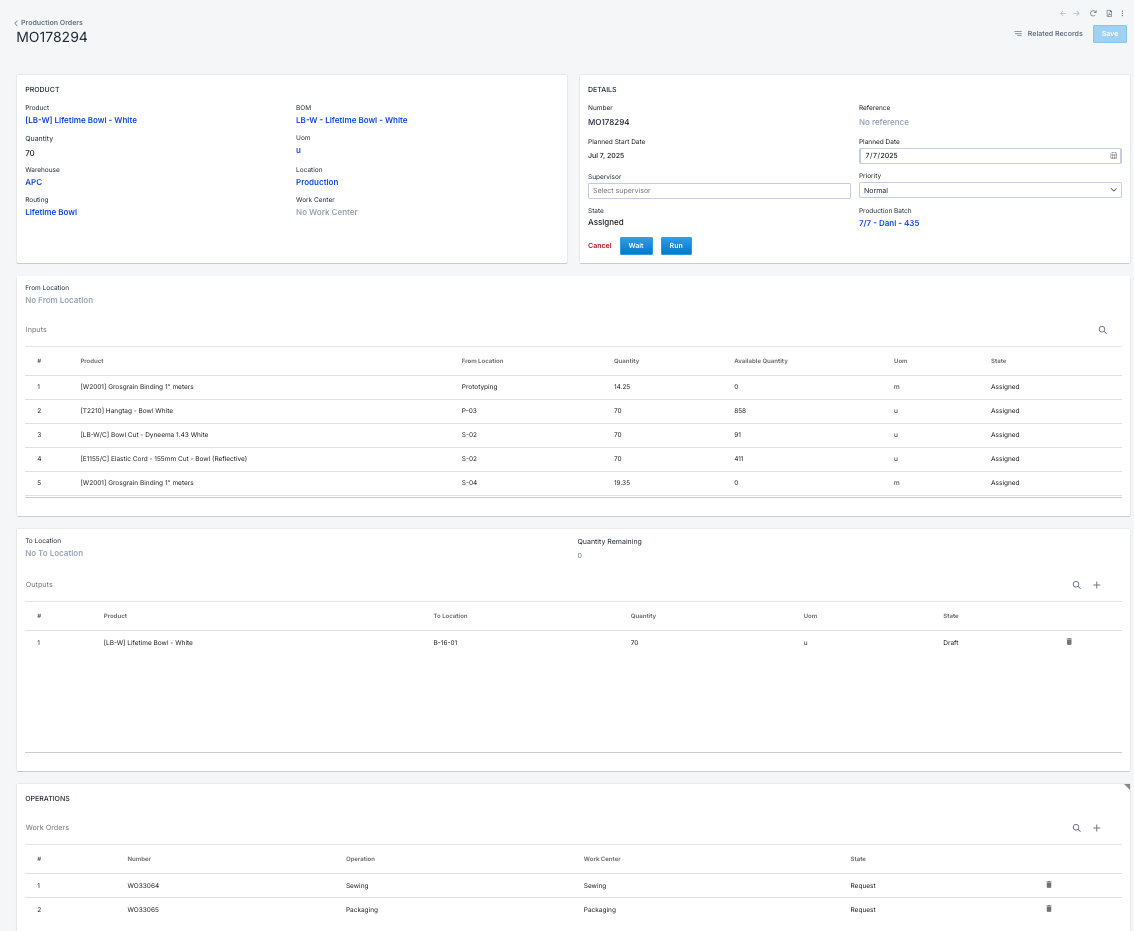 Production Orders
MO178294
Related Records
Save
PRODUCT
Product
[LB-W] Lifetime Bowl - White
BOM
LB-W - Lifetime Bowl - White
Quantity
70
Uom
u
Warehouse
APC
Location
Production
Routing
Lifetime Bowl
Work Center
No Work Center
DETAILS
Number
MO178294
Reference
No reference
Planned Start Date
Jul 7, 2025
Planned Date
7/7/2025
Supervisor
Select supervisor
Priority
Normal
State
Assigned
Production Batch
7/7 - Dani - 435
Cancel Wait Run
From Location
No From Location
Inputs
# Product From Location Quantity Available Quantity Uom State
1 [W2001] Grosgrain Binding 1" meters Prototyping 14.25 0 m Assigned
2 [T2210] Hangtag - Bowl White P-03 70 858 u Assigned
3 [LB-W/C] Bowl Cut - Dyneema 1.43 White S-02 70 91 u Assigned
4 [E1155/C] Elastic Cord - 155mm Cut - Bowl (Reflective) S-02 70 411 u Assigned
5 [W2001] Grosgrain Binding 1" meters S-04 19.35 0 m Assigned
To Location
No To Location
Quantity Remaining
0
Outputs
# Product To Location Quantity Uom State
1 [LB-W] Lifetime Bowl - White B-16-01 70 u Draft
OPERATIONS
Work Orders
# Number Operation Work Center State
1 WO33064 Sewing Sewing Request
2 WO33065 Packaging Packaging Request